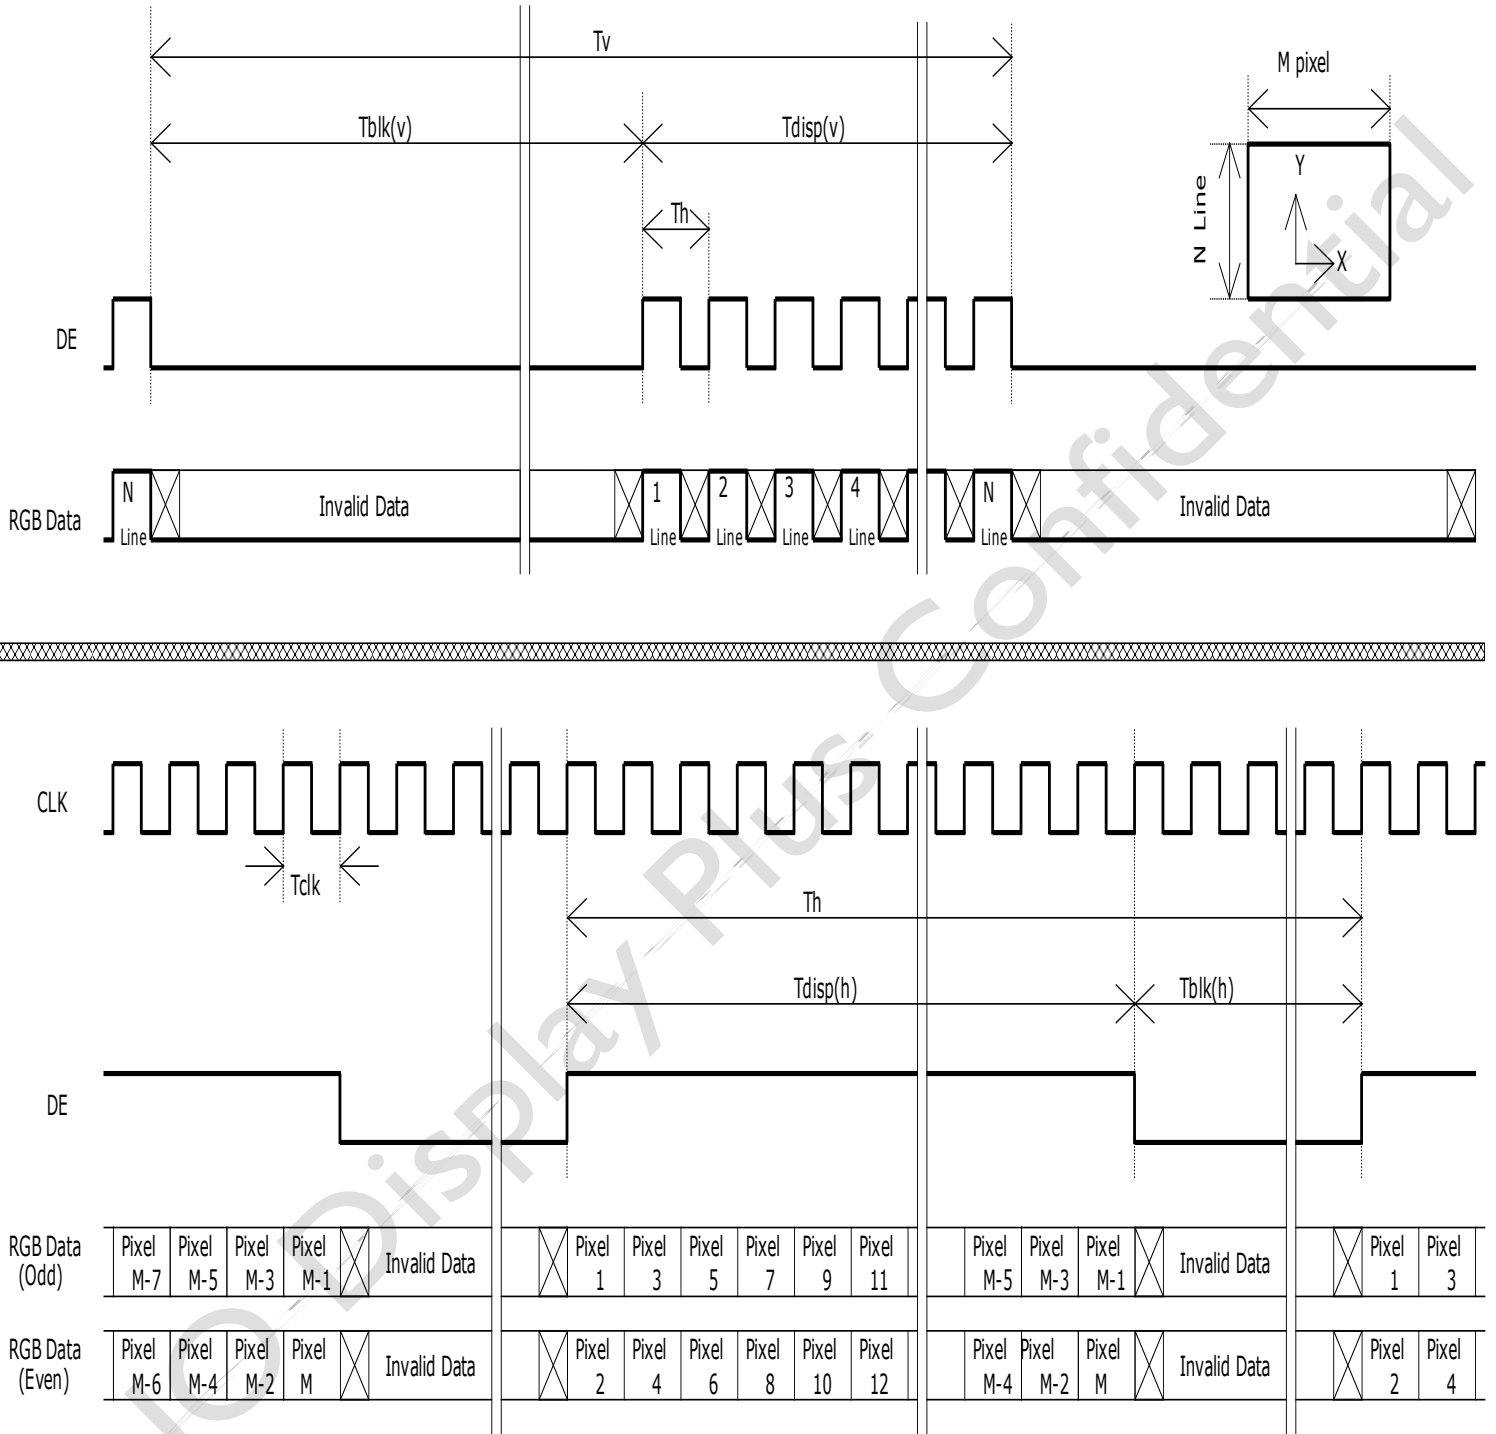 Tv
M pixel
Tblk(v) Tdisp(v)
Th
N Line
Y
X
DE
RGB Data
N Line Invalid Data 1 Line 2 Line 3 Line 4 Line N Line Invalid Data
CLK
Tclk
Th
Tdisp(h) Tblk(h)
DE
RGB Data (Odd)
Pixel M-7 Pixel M-5 Pixel M-3 Pixel M-1 Invalid Data Pixel 1 Pixel 3 Pixel 5 Pixel 7 Pixel 9 Pixel 11 Pixel M-5 Pixel M-3 Pixel M-1 Invalid Data Pixel 1 Pixel 3
RGB Data (Even)
Pixel M-6 Pixel M-4 Pixel M-2 Pixel M Invalid Data Pixel 2 Pixel 4 Pixel 6 Pixel 8 Pixel 10 Pixel 12 Pixel M-4 Pixel M-2 Pixel M Invalid Data Pixel 2 Pixel 4
Display Plus Confidential